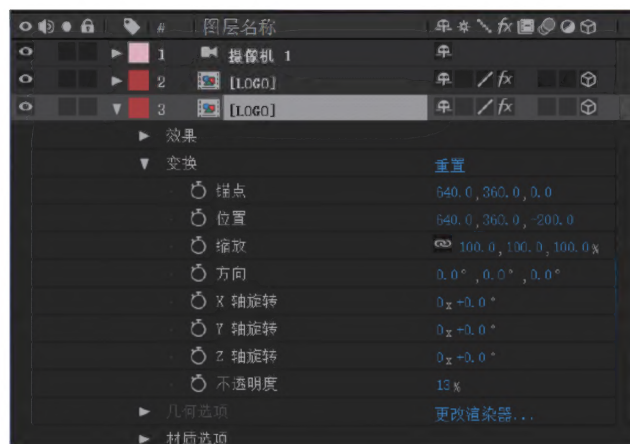 # 图层名称 fx
1 摄像机 1
2 [LOGO] fx
3 [LOGO] fx
效果
变换 重置
锚点 640.0,360.0,0.0
位置 640.0,360.0,-200.0
缩放 100.0,100.0,100.0%
方向 0.0°,0.0°,0.0°
X 轴旋转 0x+0.0°
Y 轴旋转 0x+0.0°
Z 轴旋转 0x+0.0°
不透明度 13%
几何选项 更改渲染器...
材质选项